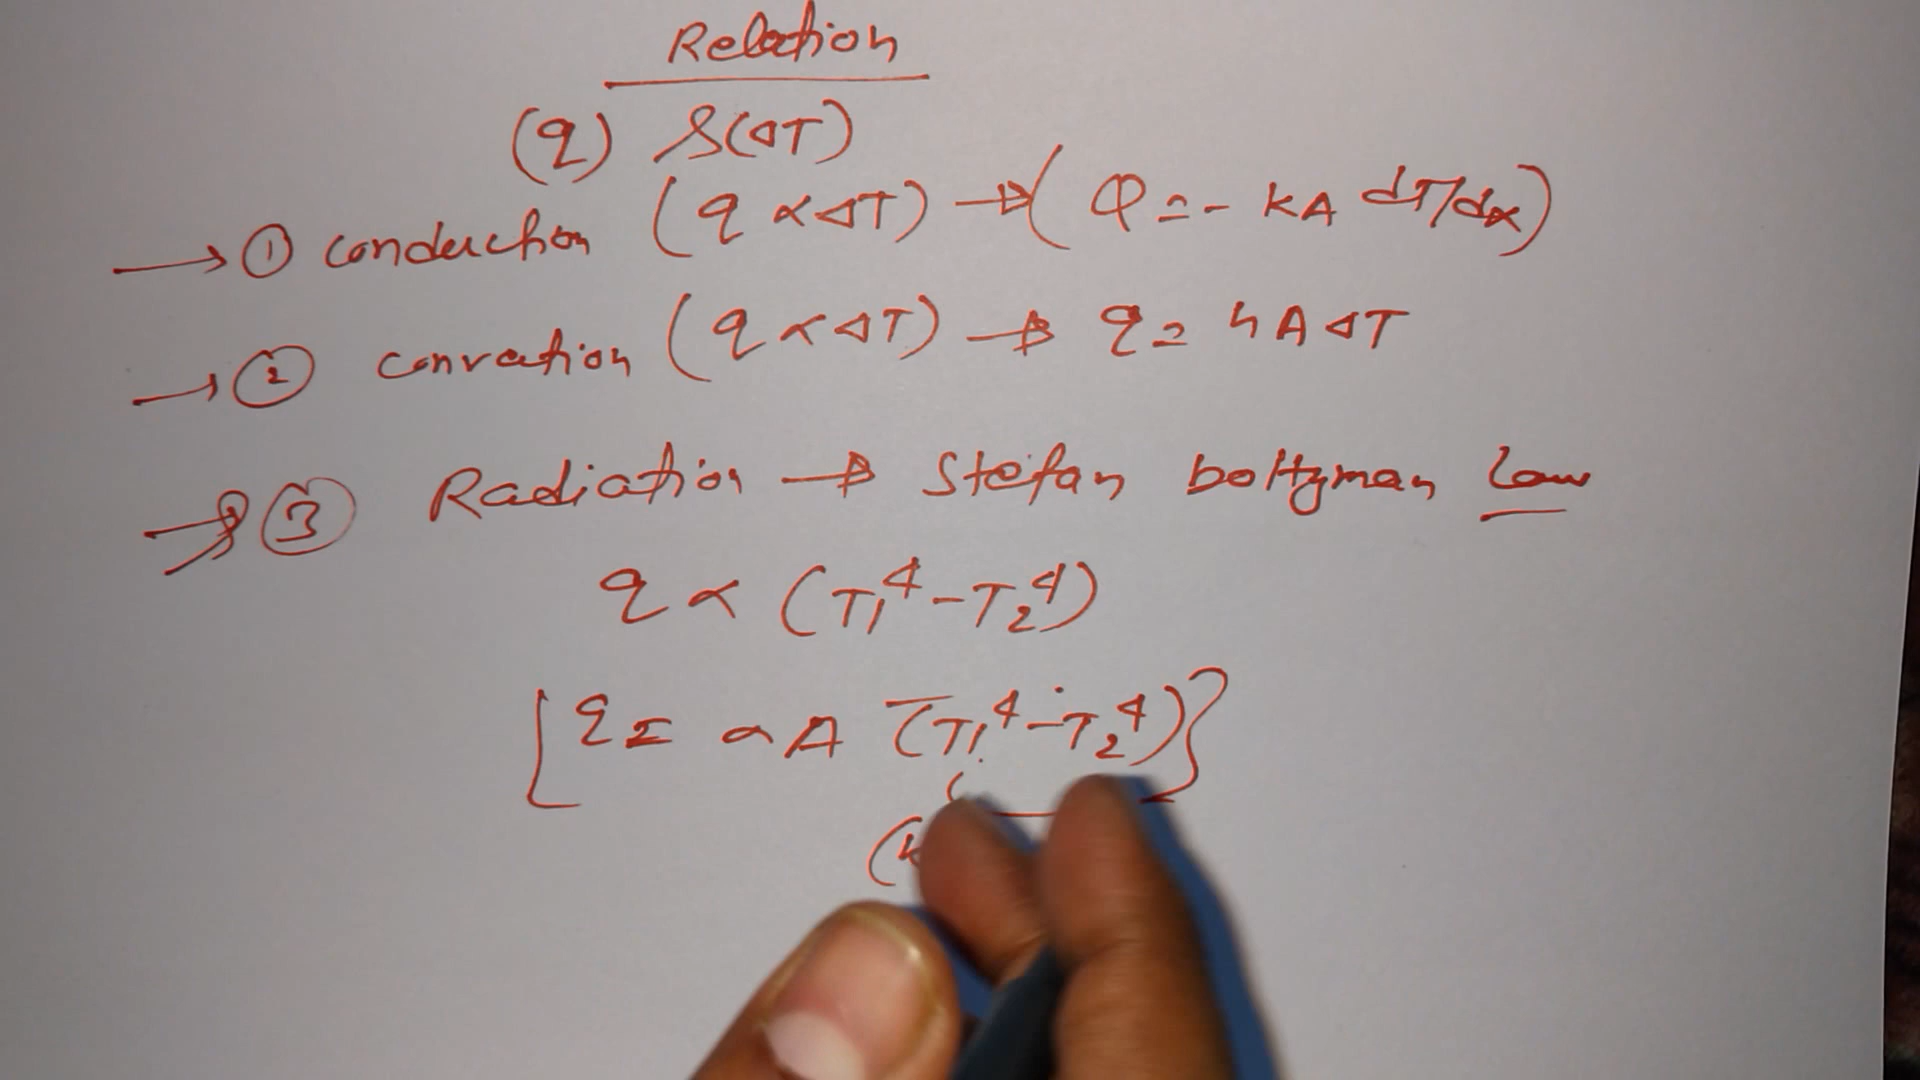 Relation
(q) & (ΔT)
→ ① conduction (q ∝ ΔT) → (Q = - KA dT/dx)
→ ② convation (q ∝ ΔT) → q = hAΔT
→ ③ Radiation → Stefan boltzman law
q ∝ (T₁⁴ - T₂⁴)
[q = σA (T₁⁴ - T₂⁴)]
(k